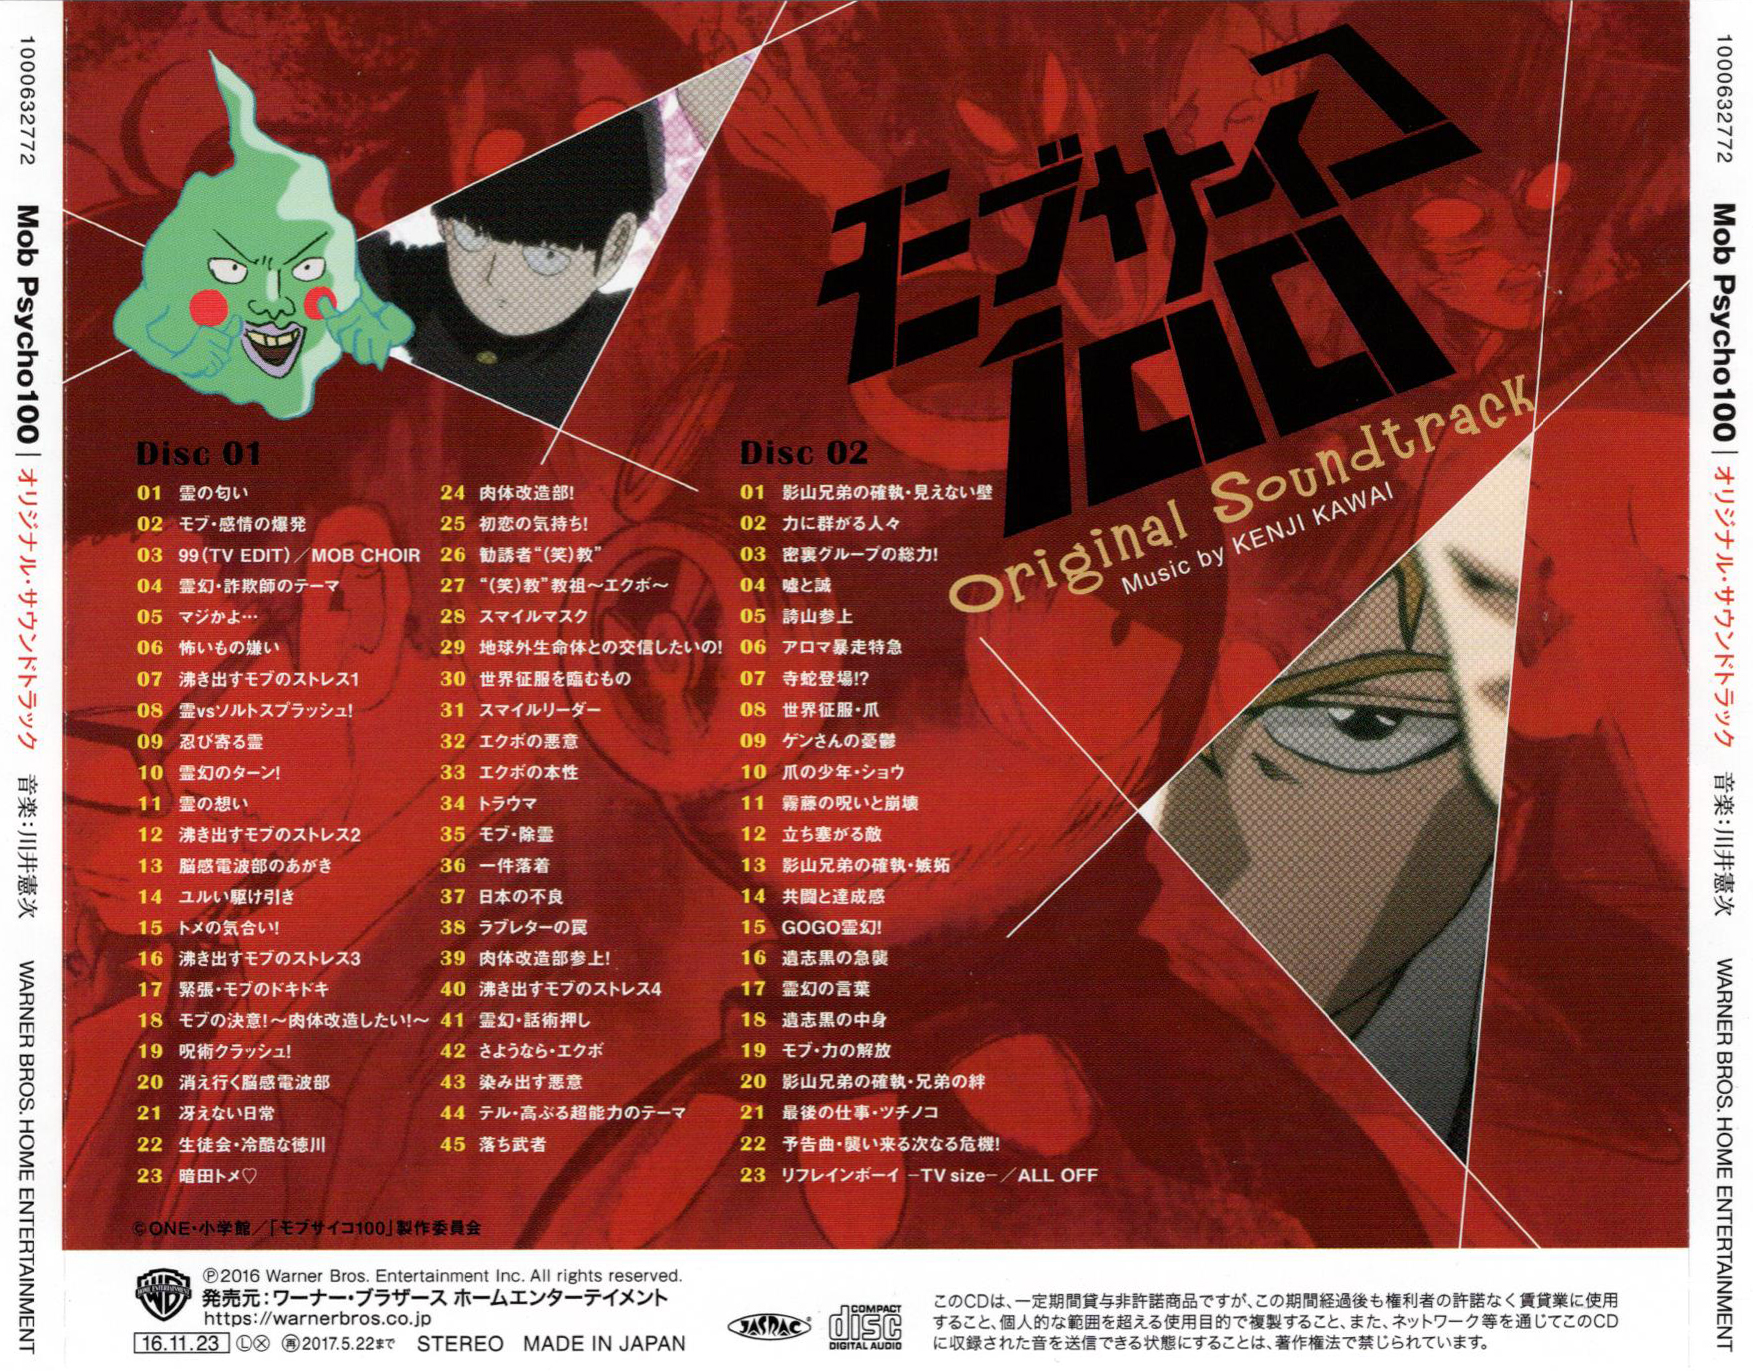 1000632772 Mob Psycho100 | オリジナル・サウンドトラック 音楽：川井憲次 WARNER BROS. HOME ENTERTAINMENT
モブサイコ
100
Original Soundtrack
Music by KENJI KAWAI
Disc 01
01 霊の匂い
02 モブ・感情の爆発
03 99（TV EDIT）／MOB CHOIR
04 霊幻・詐欺師のテーマ
05 マジかよ…
06 怖いもの嫌い
07 沸き出すモブのストレス1
08 霊vsソルトスプラッシュ!
09 忍び寄る霊
10 霊幻のターン!
11 霊の想い
12 沸き出すモブのストレス2
13 脳感電波部のあがき
14 ユルい駆け引き
15 トメの気合い!
16 沸き出すモブのストレス3
17 緊張・モブのドキドキ
18 モブの決意!〜肉体改造したい!〜
19 呪術クラッシュ!
20 消え行く脳感電波部
21 冴えない日常
22 生徒会・冷酷な徳川
23 暗田トメ♡
24 肉体改造部!
25 初恋の気持ち!
26 勧誘者“(笑)教”
27 “(笑)教”教祖〜エクボ〜
28 スマイルマスク
29 地球外生命体との交信したいの!
30 世界征服を臨むもの
31 スマイルリーダー
32 エクボの悪意
33 エクボの本性
34 トラウマ
35 モブ・除霊
36 一件落着
37 日本の不良
38 ラブレターの罠
39 肉体改造部参上!
40 沸き出すモブのストレス4
41 霊幻・話術押し
42 さようなら・エクボ
43 染み出す悪意
44 テル・高ぶる超能力のテーマ
45 落ち武者
Disc 02
01 影山兄弟の確執・見えない壁
02 力に群がる人々
03 密裏グループの総力!
04 嘘と誠
05 誇山参上
06 アロマ暴走特急
07 寺蛇登場!?
08 世界征服・爪
09 ゲンさんの憂鬱
10 爪の少年・ショウ
11 霧藤の呪いと崩壊
12 立ち塞がる敵
13 影山兄弟の確執・嫉妬
14 共闘と達成感
15 GOGO霊幻!
16 遺志黒の急襲
17 霊幻の言葉
18 遺志黒の中身
19 モブ・力の解放
20 影山兄弟の確執・兄弟の絆
21 最後の仕事・ツチノコ
22 予告曲・襲い来る次なる危機!
23 リフレインボーイ −TV size−／ALL OFF
©ONE・小学館／「モブサイコ100」製作委員会
℗2016 Warner Bros. Entertainment Inc. All rights reserved.
発売元：ワーナー・ブラザース ホームエンターテイメント
https://warnerbros.co.jp
16.11.23 Ⓛⓧ ㊞2017.5.22まで STEREO MADE IN JAPAN
WB
JASRAC
COMPACT
disc
DIGITAL AUDIO
このCDは、一定期間貸与非許諾商品ですが、この期間経過後も権利者の許諾なく賃貸業に使用
すること、個人的な範囲を超える使用目的で複製すること、また、ネットワーク等を通じてこのCD
に収録された音を送信できる状態にすることは、著作権法で禁じられています。
1000632772 Mob Psycho100 | オリジナル・サウンドトラック 音楽：川井憲次 WARNER BROS. HOME ENTERTAINMENT